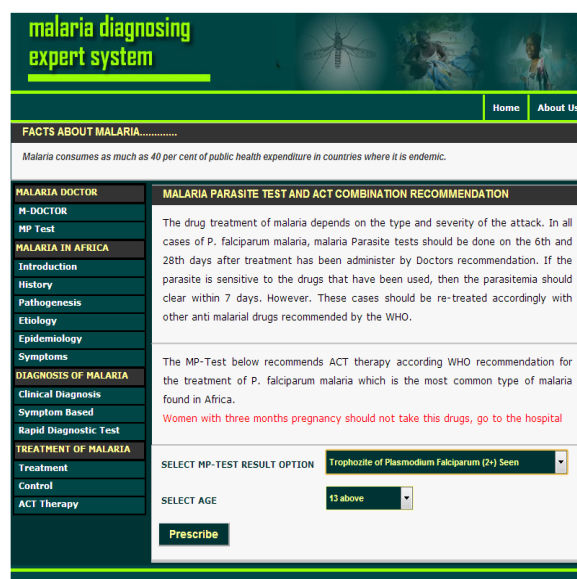 malaria diagnosing
expert system
Home
About Us
FACTS ABOUT MALARIA.............
Malaria consumes as much as 40 per cent of public health expenditure in countries where it is endemic.
MALARIA DOCTOR
M-DOCTOR
MP Test
MALARIA IN AFRICA
Introduction
History
Pathogenesis
Etiology
Epidemiology
Symptoms
DIAGNOSIS OF MALARIA
Clinical Diagnosis
Symptom Based
Rapid Diagnostic Test
TREATMENT OF MALARIA
Treatment
Control
ACT Therapy
MALARIA PARASITE TEST AND ACT COMBINATION RECOMMENDATION
The drug treatment of malaria depends on the type and severity of the attack. In all
cases of P. falciparum malaria, malaria Parasite tests should be done on the 6th and
28th days after treatment has been administer by Doctors recommendation. If the
parasite is sensitive to the drugs that have been used, then the parasitemia should
clear within 7 days. However. These cases should be re-treated accordingly with
other anti malarial drugs recommended by the WHO.
The MP-Test below recommends ACT therapy according WHO recommendation for
the treatment of P. falciparum malaria which is the most common type of malaria
found in Africa.
Women with three months pregnancy should not take this drugs, go to the hospital
SELECT MP-TEST RESULT OPTION
Trophozite of Plasmodium Falciparum (2+) Seen
SELECT AGE
13 above
Prescribe